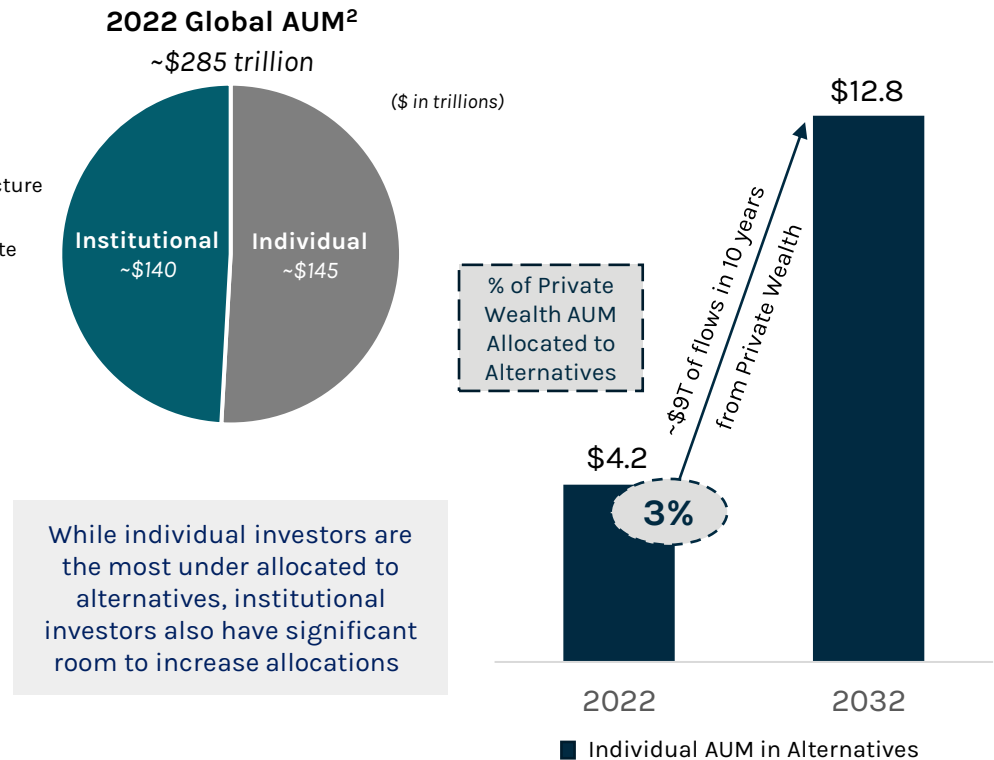 2022 Global AUM²
~$285 trillion
($ in trillions)
Institutional
~$140
Individual
~$145
While individual investors are
the most under allocated to
alternatives, institutional
investors also have significant
room to increase allocations
% of Private
Wealth AUM
Allocated to
Alternatives
$4.2
3%
~$9T of flows in 10 years
from Private Wealth
$12.8
2022
2032
Individual AUM in Alternatives